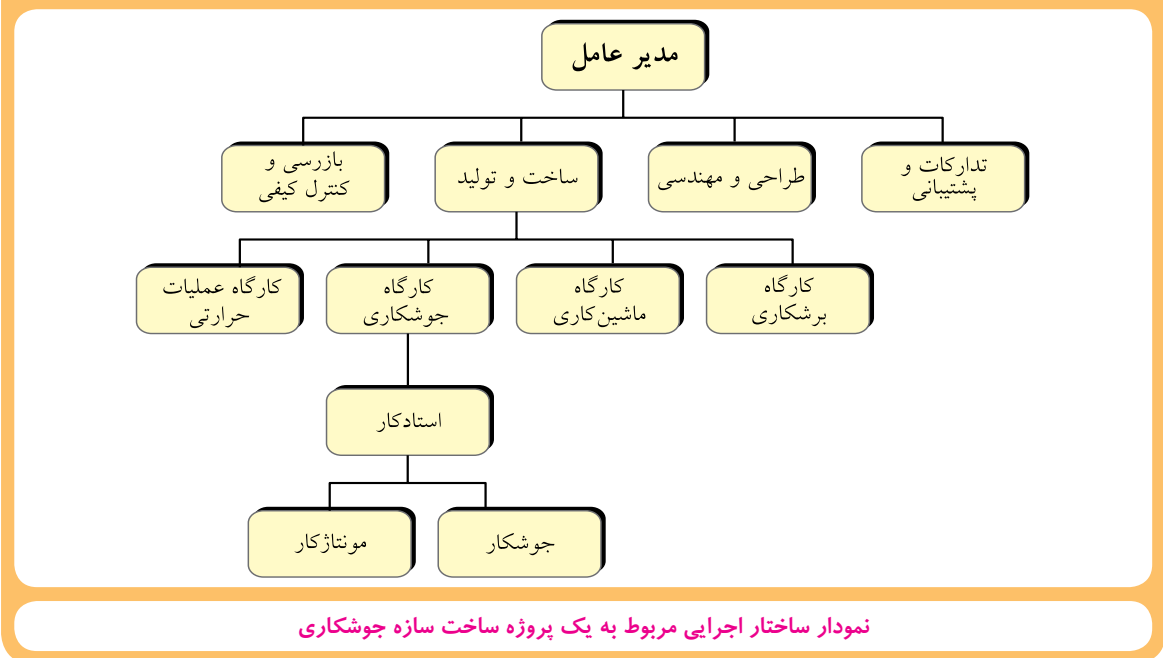 مدیر عامل
تدارکات و
پشتیبانی
طراحی و مهندسی
ساخت و تولید
بازرسی و
کنترل کیفی
کارگاه
برشکاری
کارگاه
ماشین‌کاری
کارگاه
جوشکاری
کارگاه عملیات
حرارتی
استادکار
جوشکار
مونتاژکار
نمودار ساختار اجرایی مربوط به یک پروژه ساخت سازه جوشکاری